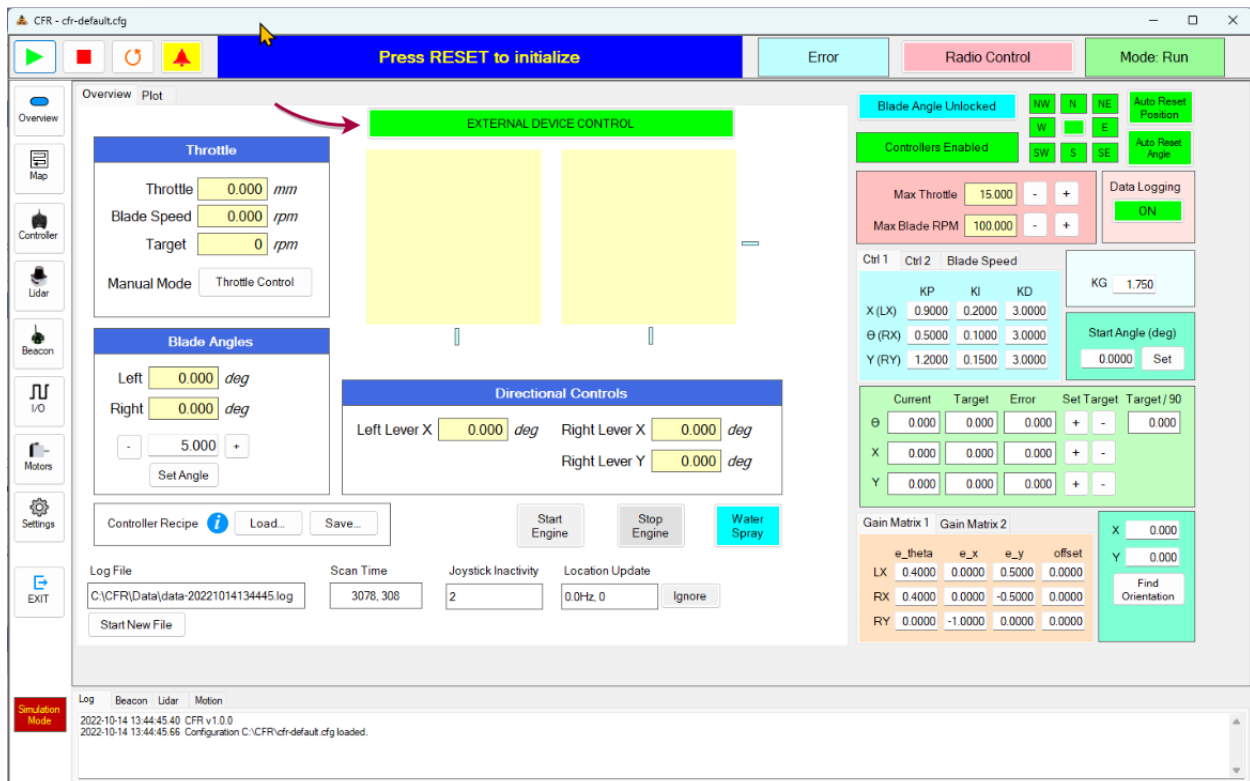 CFR - cfr-default.cfg
Press RESET to initialize
Error
Radio Control
Mode: Run
Overview
Map
Controller
Lidar
Beacon
I/O
Motors
Settings
EXIT
Simulation
Mode
Overview Plot
EXTERNAL DEVICE CONTROL
Throttle
Throttle 0.000 mm
Blade Speed 0.000 rpm
Target 0 rpm
Manual Mode Throttle Control
Blade Angles
Left 0.000 deg
Right 0.000 deg
- 5.000 +
Set Angle
Directional Controls
Left Lever X 0.000 deg Right Lever X 0.000 deg
Right Lever Y 0.000 deg
Controller Recipe i Load... Save...
Start
Engine
Stop
Engine
Water
Spray
Log File
C:\CFR\Data\data-20221014134445.log
Start New File
Scan Time
3078, 308
Joystick Inactivity
2
Location Update
0.0Hz, 0 Ignore
Blade Angle Unlocked
Controllers Enabled
NW N NE
W E
SW S SE
Auto Reset
Position
Auto Reset
Angle
Max Throttle 15.000 - +
Max Blade RPM 100.000 - +
Data Logging
ON
Ctrl 1 Ctrl 2 Blade Speed
KP KI KD
X (LX) 0.9000 0.2000 3.0000
Θ (RX) 0.5000 0.1000 3.0000
Y (RY) 1.2000 0.1500 3.0000
KG 1.750
Start Angle (deg)
0.0000 Set
Current Target Error Set Target Target / 90
Θ 0.000 0.000 0.000 + - 0.000
X 0.000 0.000 0.000 + -
Y 0.000 0.000 0.000 + -
Gain Matrix 1 Gain Matrix 2
e_theta e_x e_y offset
LX 0.4000 0.0000 0.5000 0.0000
RX 0.4000 0.0000 -0.5000 0.0000
RY 0.0000 -1.0000 0.0000 0.0000
X 0.000
Y 0.000
Find
Orientation
Log Beacon Lidar Motion
2022-10-14 13:44:45.40 CFR v1.0.0
2022-10-14 13:44:45.66 Configuration C:\CFR\cfr-default.cfg loaded.